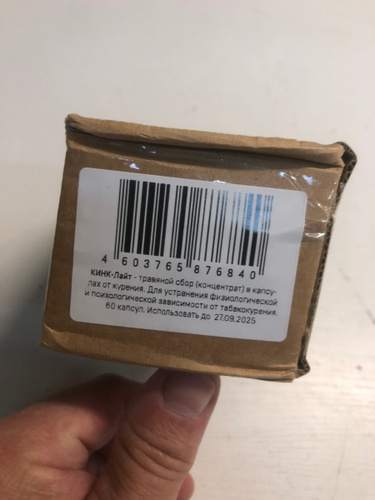 4 603765 876840
КИНК-Лайт - травяной сбор (концентрат) в капсу-
лах от курения. Для устранения физиологической
и психологической зависимости от табакокурения.
60 капсул. Использовать до 27.09.2025